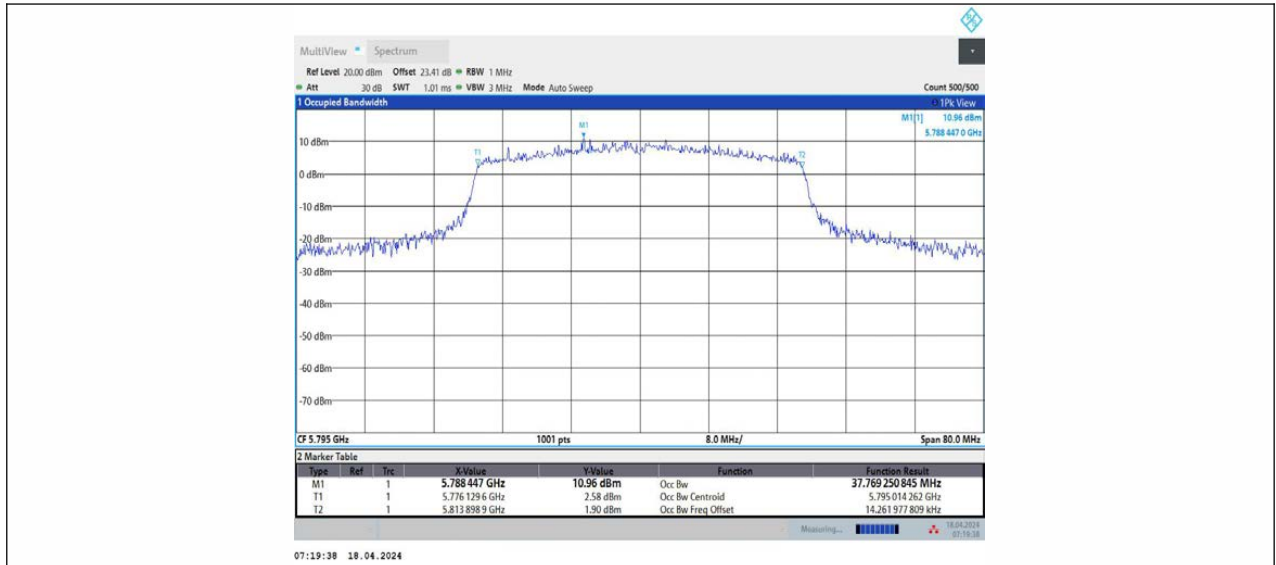 MultiView Spectrum
Ref Level 20.00 dBm Offset 23.41 dB RBW 1 MHz
Att 30 dB SWT 1.01 ms VBW 3 MHz Mode Auto Sweep Count 500/500
1 Occupied Bandwidth 1Pk View
M1[1] 10.96 dBm
5.788 447 0 GHz
M1
10 dBm
T1 T2
0 dBm
-10 dBm
-20 dBm
-30 dBm
-40 dBm
-50 dBm
-60 dBm
-70 dBm
CF 5.795 GHz 1001 pts 8.0 MHz/ Span 80.0 MHz
2 Marker Table
Type Ref Trc X-Value Y-Value Function Function Result
M1 1 5.788 447 GHz 10.96 dBm Occ Bw 37.769 250 845 MHz
T1 1 5.776 129 6 GHz 2.58 dBm Occ Bw Centroid 5.795 014 262 GHz
T2 1 5.813 898 9 GHz 1.90 dBm Occ Bw Freq Offset 14.261 977 809 kHz
Measuring... 18.04.2024
07:19:38
07:19:38 18.04.2024